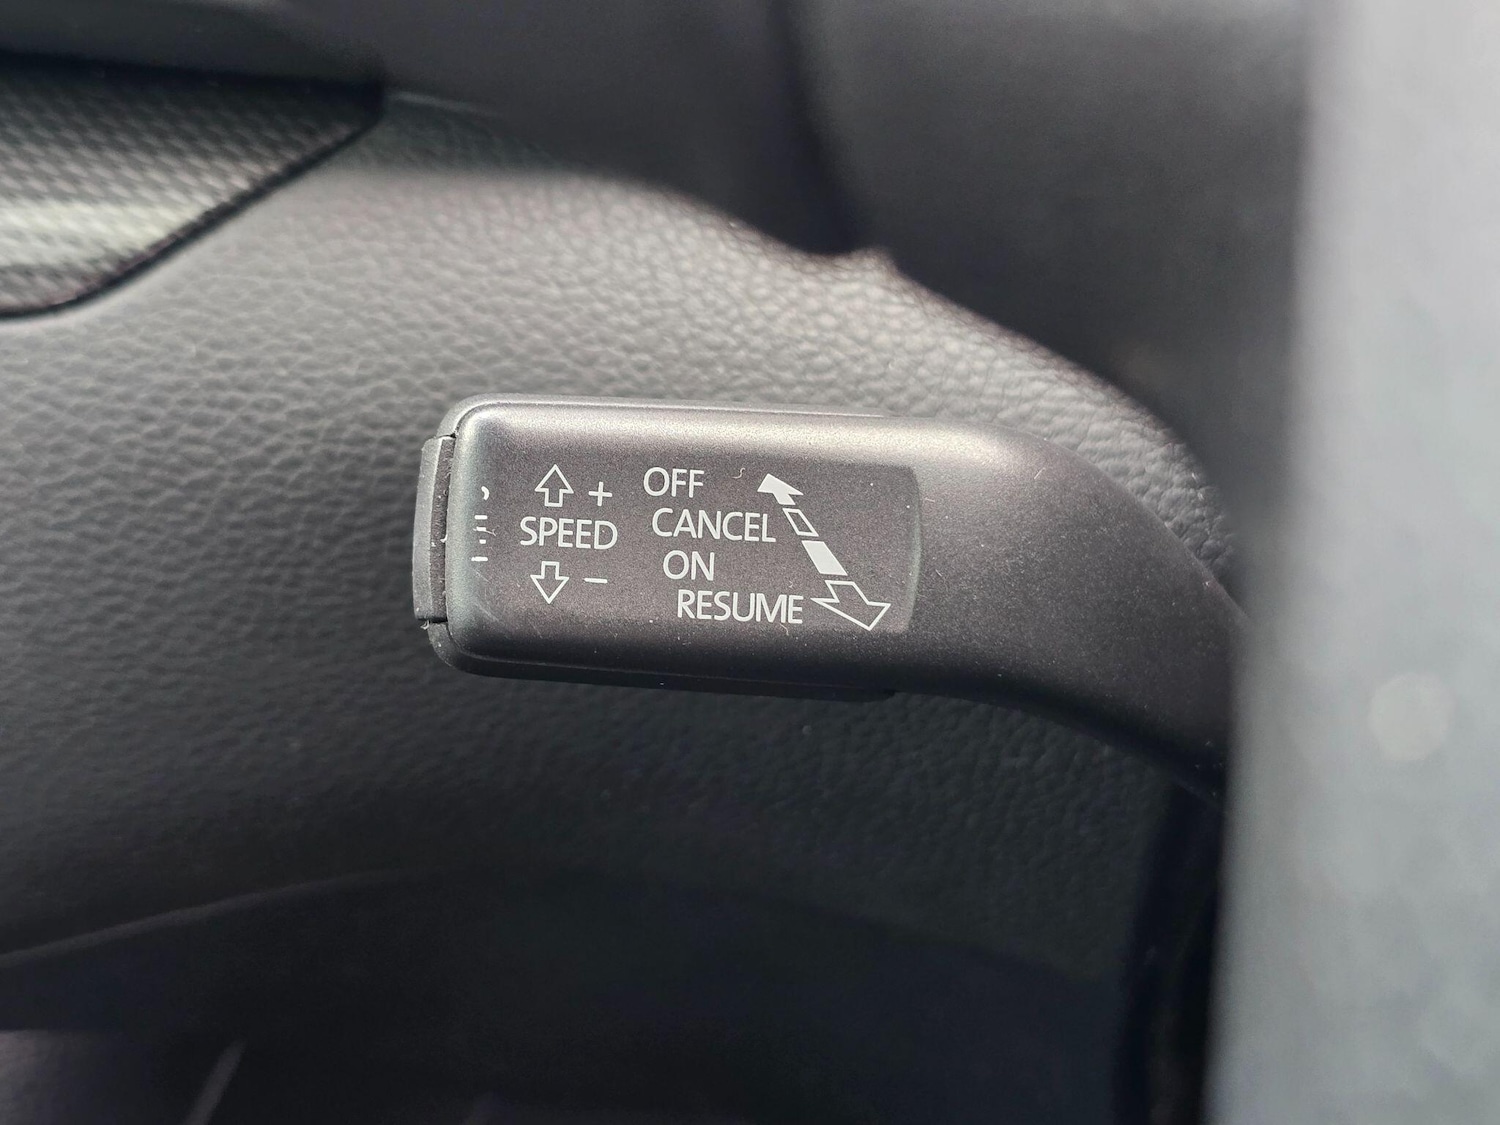 +
SPEED
−
OFF
CANCEL
ON
RESUME